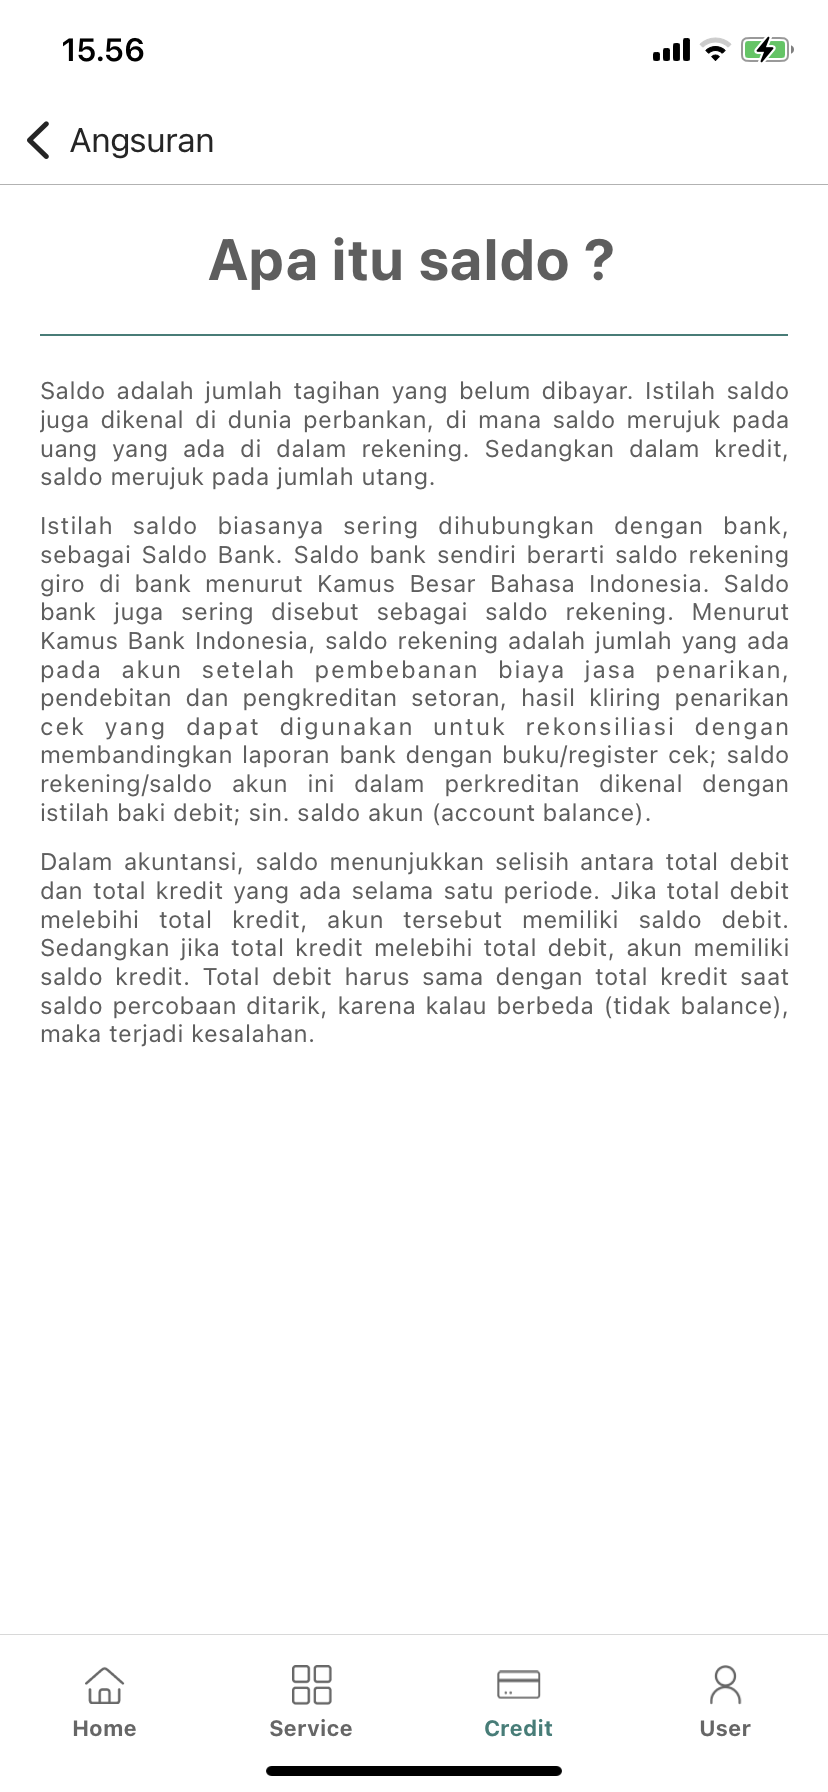 15.56
Angsuran
Apa itu saldo ?
Saldo adalah jumlah tagihan yang belum dibayar. Istilah saldo
juga dikenal di dunia perbankan, di mana saldo merujuk pada
uang yang ada di dalam rekening. Sedangkan dalam kredit,
saldo merujuk pada jumlah utang.
Istilah saldo biasanya sering dihubungkan dengan bank,
sebagai Saldo Bank. Saldo bank sendiri berarti saldo rekening
giro di bank menurut Kamus Besar Bahasa Indonesia. Saldo
bank juga sering disebut sebagai saldo rekening. Menurut
Kamus Bank Indonesia, saldo rekening adalah jumlah yang ada
pada akun setelah pembebanan biaya jasa penarikan,
pendebitan dan pengkreditan setoran, hasil kliring penarikan
cek yang dapat digunakan untuk rekonsiliasi dengan
membandingkan laporan bank dengan buku/register cek; saldo
rekening/saldo akun ini dalam perkreditan dikenal dengan
istilah baki debit; sin. saldo akun (account balance).
Dalam akuntansi, saldo menunjukkan selisih antara total debit
dan total kredit yang ada selama satu periode. Jika total debit
melebihi total kredit, akun tersebut memiliki saldo debit.
Sedangkan jika total kredit melebihi total debit, akun memiliki
saldo kredit. Total debit harus sama dengan total kredit saat
saldo percobaan ditarik, karena kalau berbeda (tidak balance),
maka terjadi kesalahan.
Home
Service
Credit
User